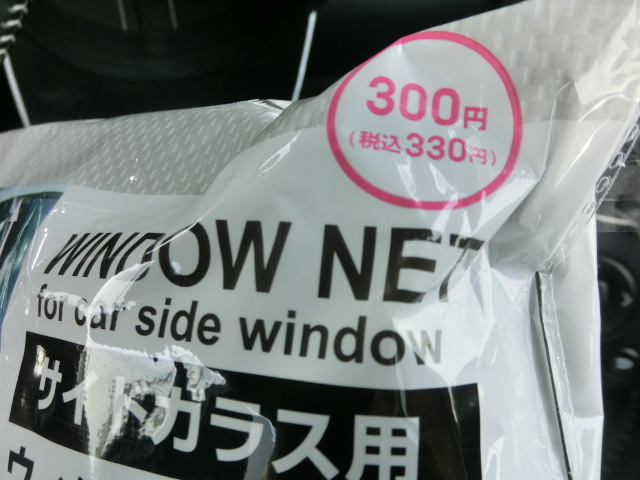 300円
(税込330円)
WINDOW NET
for car side window
サイドガラス用